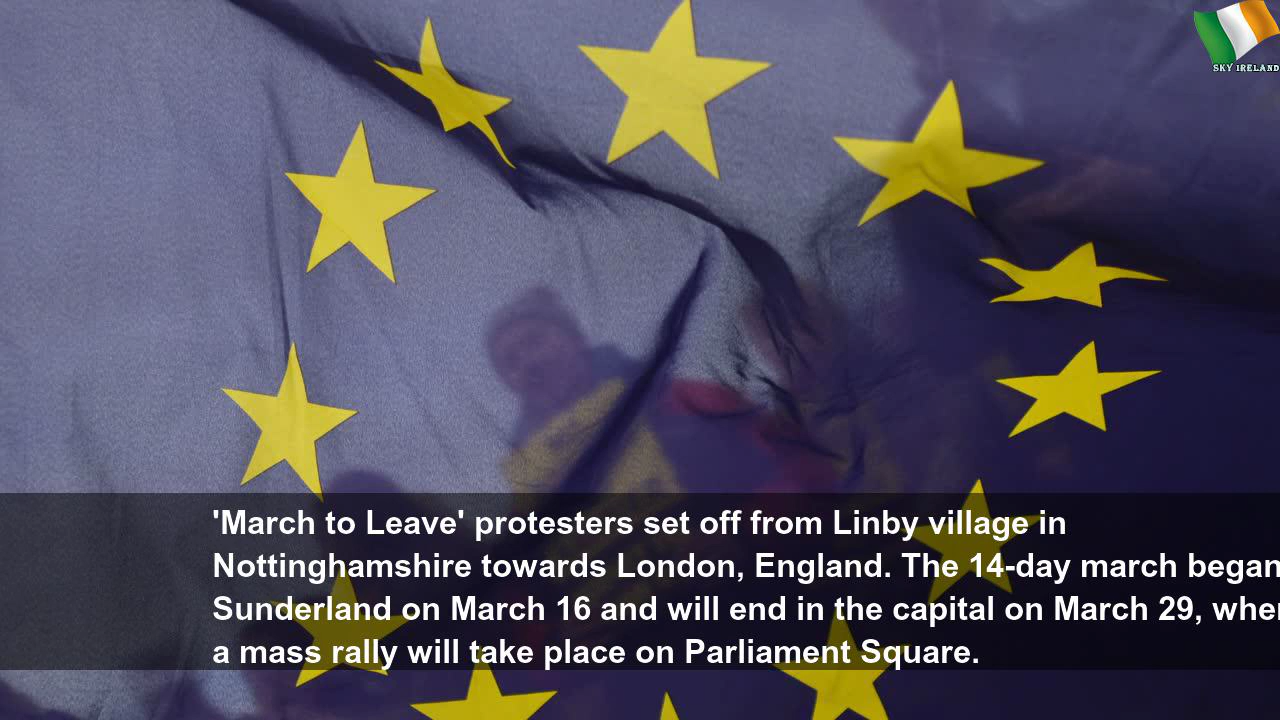 SKY IRELAND
'March to Leave' protesters set off from Linby village in
Nottinghamshire towards London, England. The 14-day march began
Sunderland on March 16 and will end in the capital on March 29,
a mass rally will take place on Parliament Square.